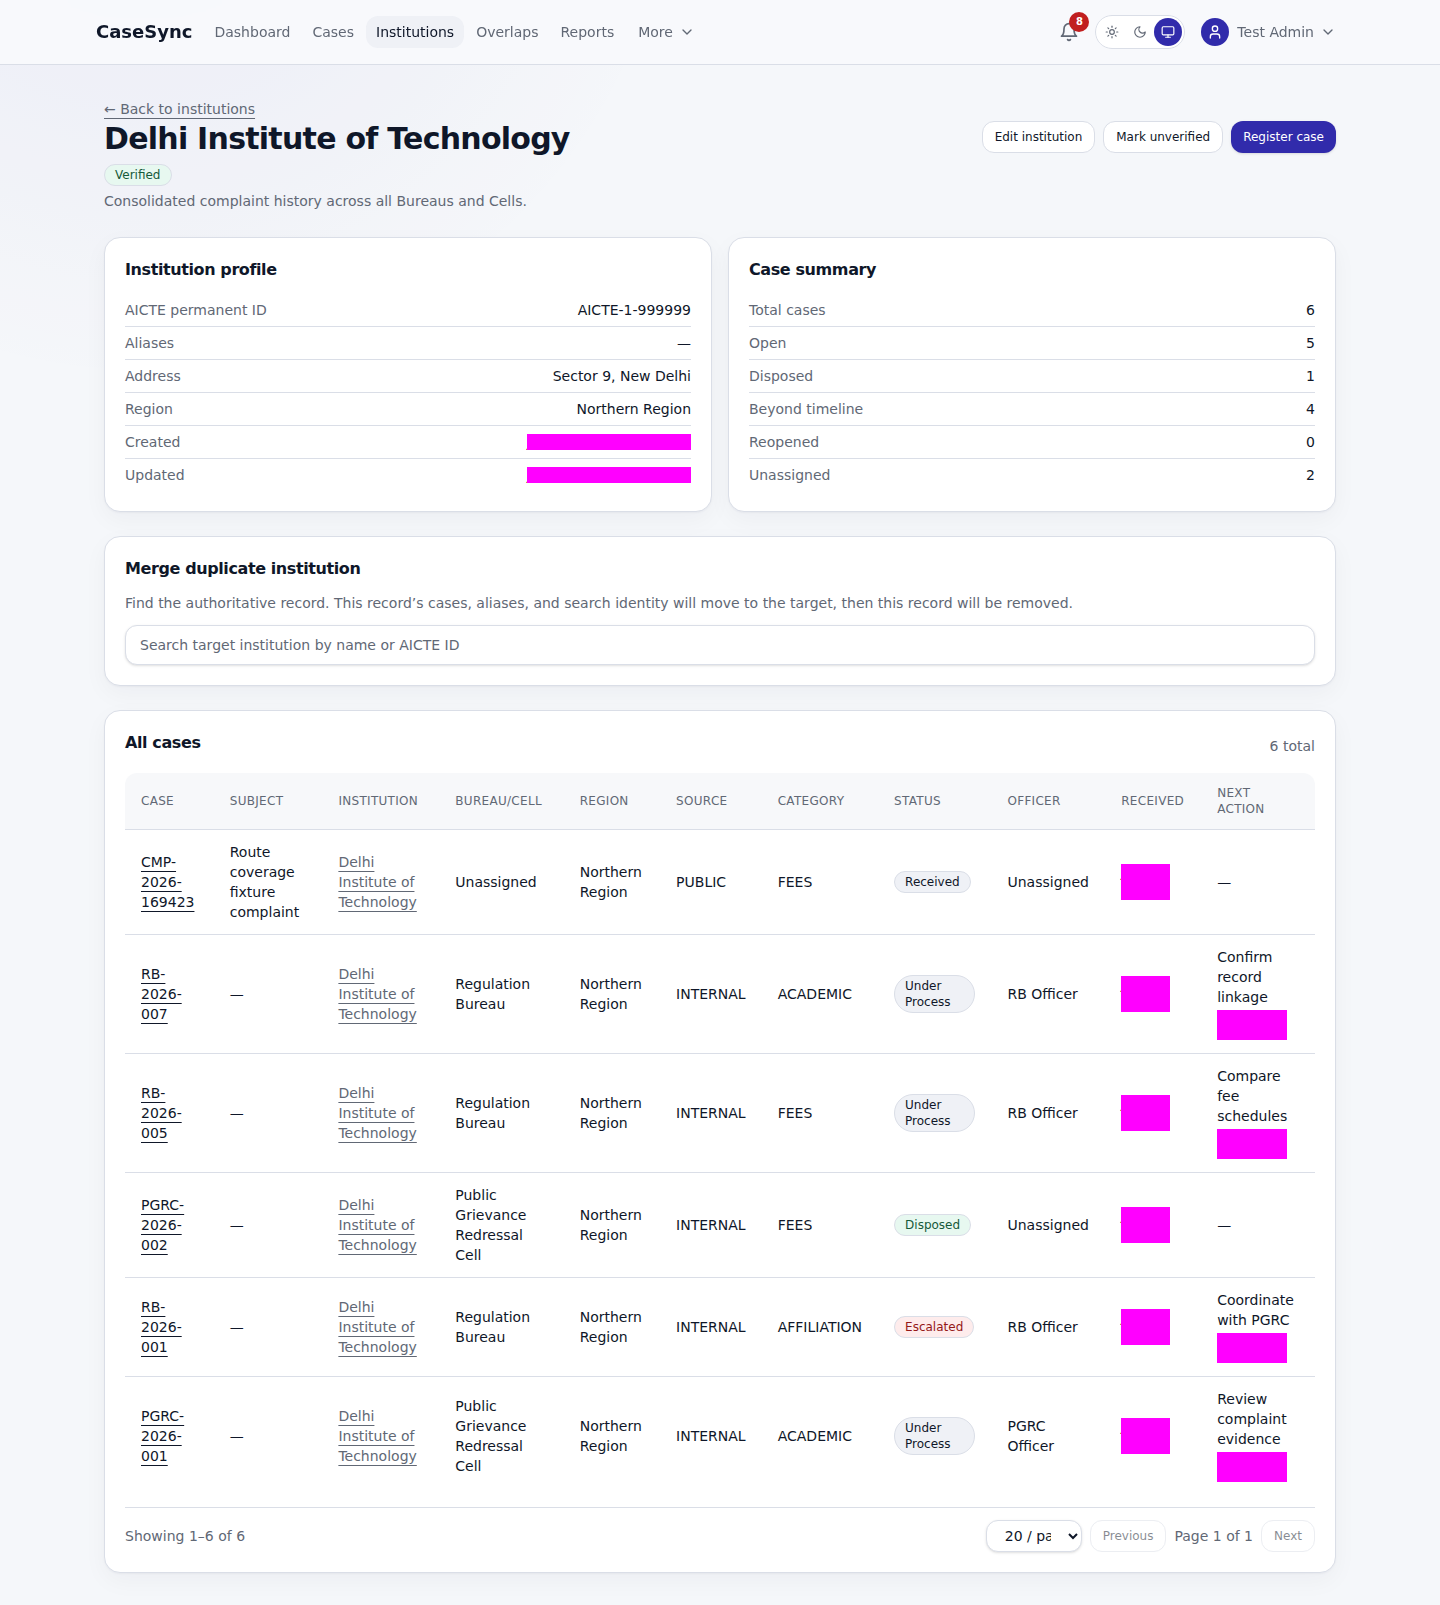 CaseSync Dashboard Cases Institutions Overlaps Reports More 8 Test Admin
← Back to institutions
Delhi Institute of Technology
Edit institution Mark unverified Register case
Verified
Consolidated complaint history across all Bureaus and Cells.
Institution profile
AICTE permanent ID AICTE-1-999999
Aliases —
Address Sector 9, New Delhi
Region Northern Region
Created
Updated
Case summary
Total cases 6
Open 5
Disposed 1
Beyond timeline 4
Reopened 0
Unassigned 2
Merge duplicate institution
Find the authoritative record. This record’s cases, aliases, and search identity will move to the target, then this record will be removed.
Search target institution by name or AICTE ID
All cases
6 total
CASE SUBJECT INSTITUTION BUREAU/CELL REGION SOURCE CATEGORY STATUS OFFICER RECEIVED NEXT ACTION
CMP-2026-169423 Route coverage fixture complaint Delhi Institute of Technology Unassigned Northern Region PUBLIC FEES Received Unassigned —
RB-2026-007 — Delhi Institute of Technology Regulation Bureau Northern Region INTERNAL ACADEMIC Under Process RB Officer Confirm record linkage
RB-2026-005 — Delhi Institute of Technology Regulation Bureau Northern Region INTERNAL FEES Under Process RB Officer Compare fee schedules
PGRC-2026-002 — Delhi Institute of Technology Public Grievance Redressal Cell Northern Region INTERNAL FEES Disposed Unassigned —
RB-2026-001 — Delhi Institute of Technology Regulation Bureau Northern Region INTERNAL AFFILIATION Escalated RB Officer Coordinate with PGRC
PGRC-2026-001 — Delhi Institute of Technology Public Grievance Redressal Cell Northern Region INTERNAL ACADEMIC Under Process PGRC Officer Review complaint evidence
Showing 1–6 of 6
20 / pa Previous Page 1 of 1 Next